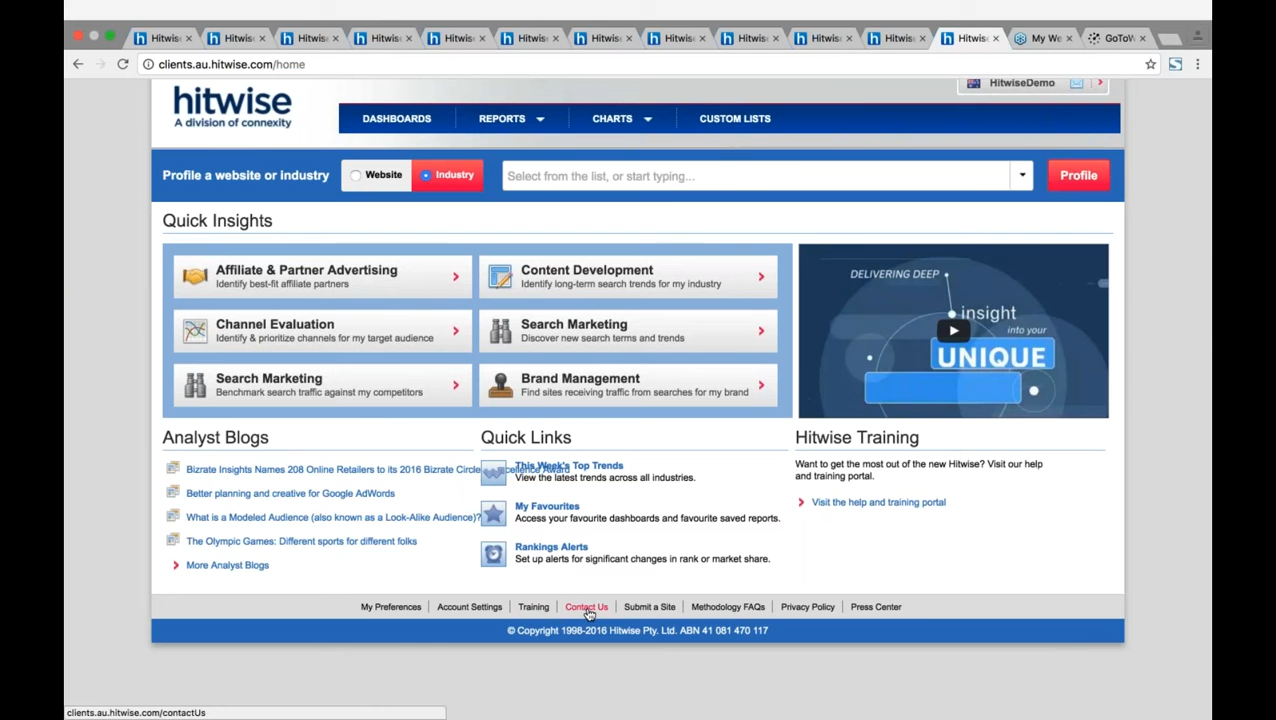 Hitwise Hitwise Hitwise Hitwise Hitwise Hitwise Hitwise Hitwise Hitwise Hitwise Hitwise Hitwise My We GoToW
clients.au.hitwise.com/home
hitwise
A division of connexity
HitwiseDemo
DASHBOARDS REPORTS CHARTS CUSTOM LISTS
Profile a website or industry Website Industry Select from the list, or start typing... Profile
Quick Insights
Affiliate & Partner Advertising
Identify best-fit affiliate partners
Content Development
Identify long-term search trends for my industry
Channel Evaluation
Identify & prioritize channels for my target audience
Search Marketing
Discover new search terms and trends
Search Marketing
Benchmark search traffic against my competitors
Brand Management
Find sites receiving traffic from searches for my brand
DELIVERING DEEP
insight
into your
UNIQUE
Analyst Blogs
Bizrate Insights Names 208 Online Retailers to its 2016 Bizrate Circle of Excellence Award
Better planning and creative for Google AdWords
What is a Modeled Audience (also known as a Look-Alike Audience)?
The Olympic Games: Different sports for different folks
More Analyst Blogs
Quick Links
This Week's Top Trends
View the latest trends across all industries.
My Favourites
Access your favourite dashboards and favourite saved reports.
Rankings Alerts
Set up alerts for significant changes in rank or market share.
Hitwise Training
Want to get the most out of the new Hitwise? Visit our help
and training portal.
Visit the help and training portal
My Preferences Account Settings Training Contact Us Submit a Site Methodology FAQs Privacy Policy Press Center
© Copyright 1998-2016 Hitwise Pty. Ltd. ABN 41 081 470 117
clients.au.hitwise.com/contactUs